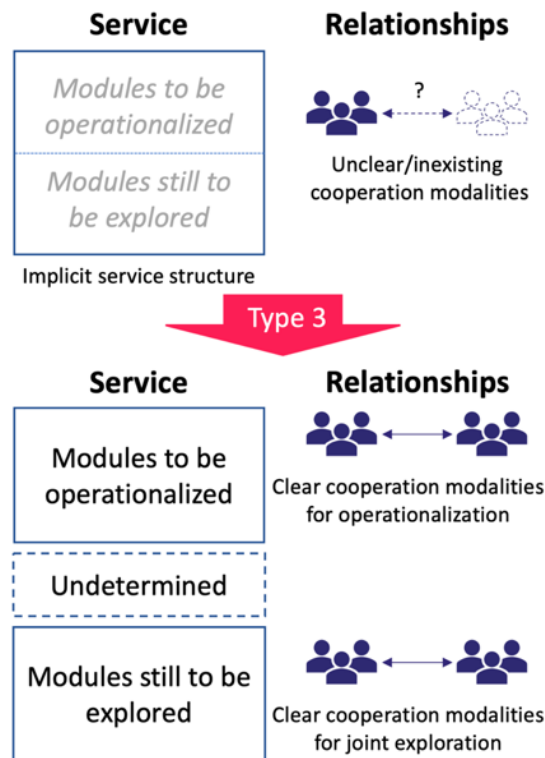 Service
Relationships
Modules to be
operationalized
?
Modules still to
be explored
Unclear/inexisting
cooperation modalities
Implicit service structure
Type 3
Service
Relationships
Modules to be
operationalized
Clear cooperation modalities
for operationalization
Undetermined
Modules still to be
explored
Clear cooperation modalities
for joint exploration